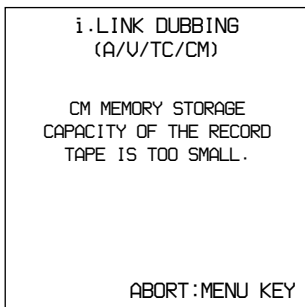 i.LINK DUBBING
(A/V/TC/CM)
CM MEMORY STORAGE
CAPACITY OF THE RECORD
TAPE IS TOO SMALL.
ABORT:MENU KEY